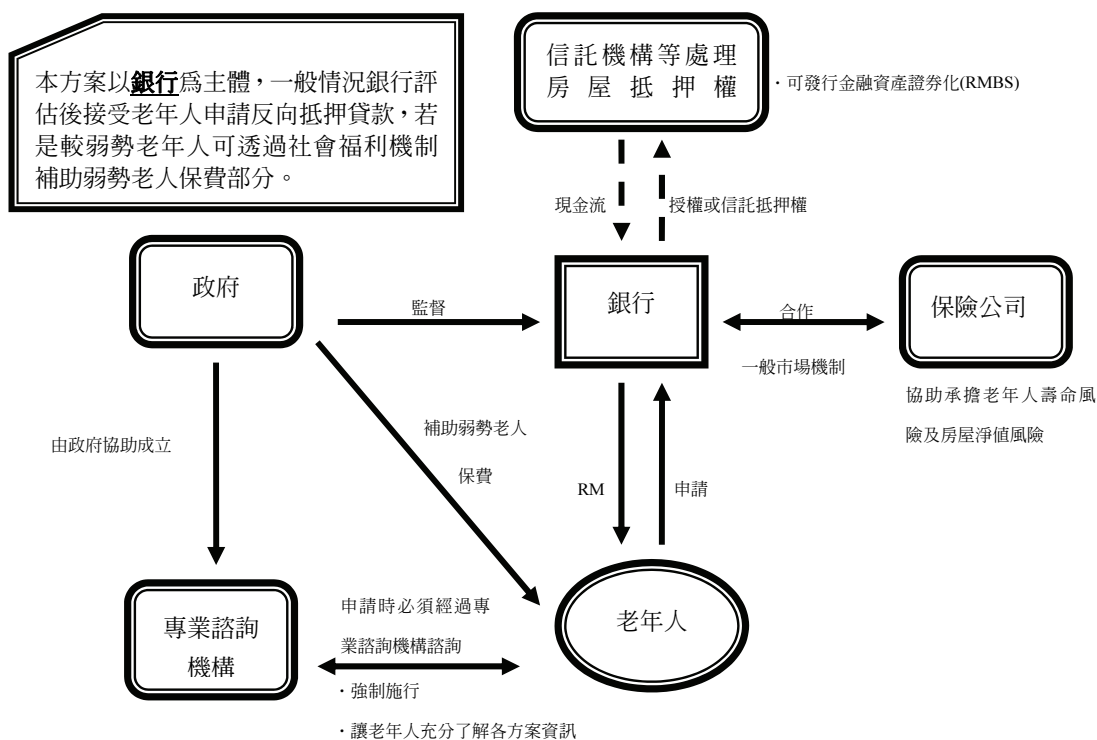 本方案以銀行為主體，一般情況銀行評
估後接受老年人申請反向抵押貸款，若
是較弱勢老年人可透過社會福利機制
補助弱勢老人保費部分。
信託機構等處理
房屋抵押權
·可發行金融資產證券化(RMBS)
現金流
授權或信託抵押權
政府
監督
銀行
合作
一般市場機制
保險公司
協助承擔老年人壽命風
險及房屋淨值風險
由政府協助成立
補助弱勢老人
保費
RM
申請
專業諮詢
機構
申請時必須經過專
業諮詢機構諮詢
·強制施行
·讓老年人充分了解各方案資訊
老年人